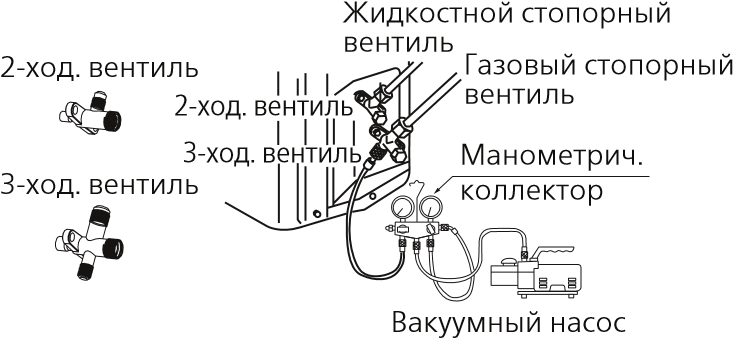 Жидкостной стопорный
вентиль
2-ход. вентиль
Газовый стопорный
вентиль
2-ход. вентиль
3-ход. вентиль
Манометрич.
коллектор
3-ход. вентиль
Вакуумный насос